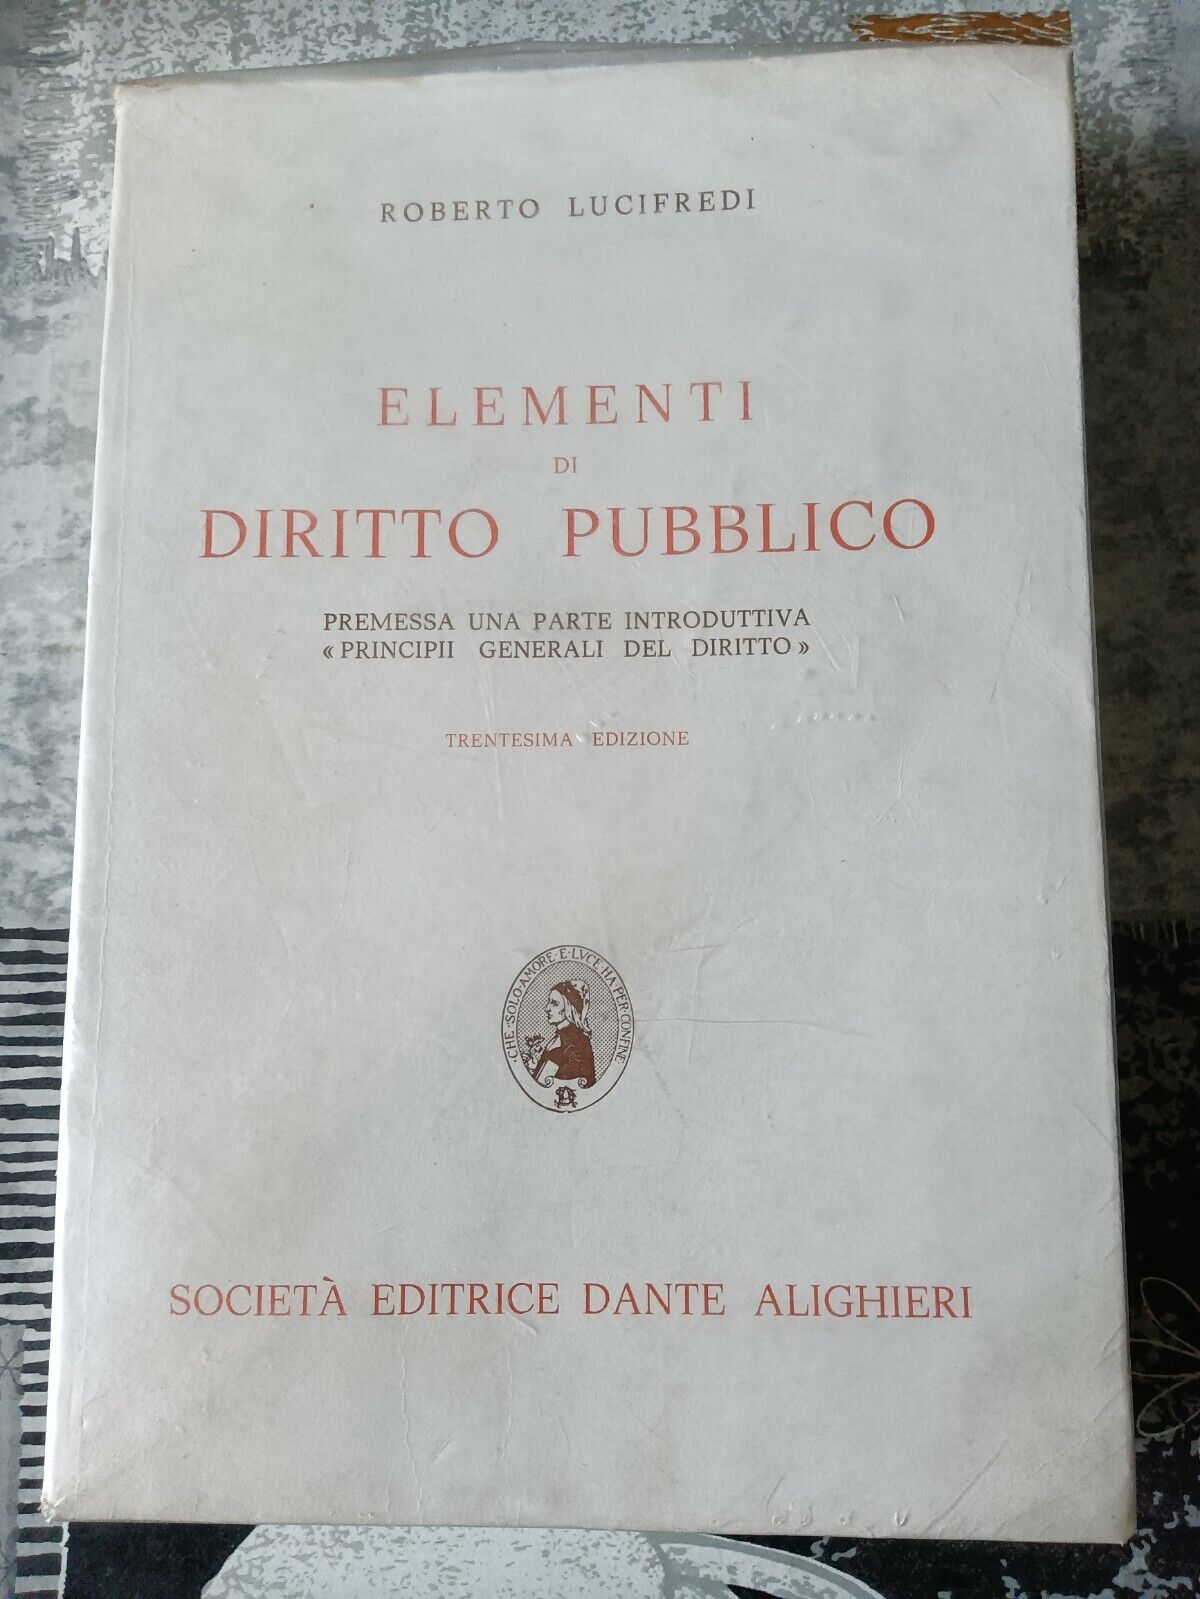 ROBERTO LUCIFREDI
ELEMENTI
DI
DIRITTO PUBBLICO
PREMESSA UNA PARTE INTRODUTTIVA
« PRINCIPII GENERALI DEL DIRITTO »
TRENTESIMA EDIZIONE
·CHE·SOLO·AMORE·E·LVCE·HA·PER·CONFINE·
SOCIETÀ EDITRICE DANTE ALIGHIERI